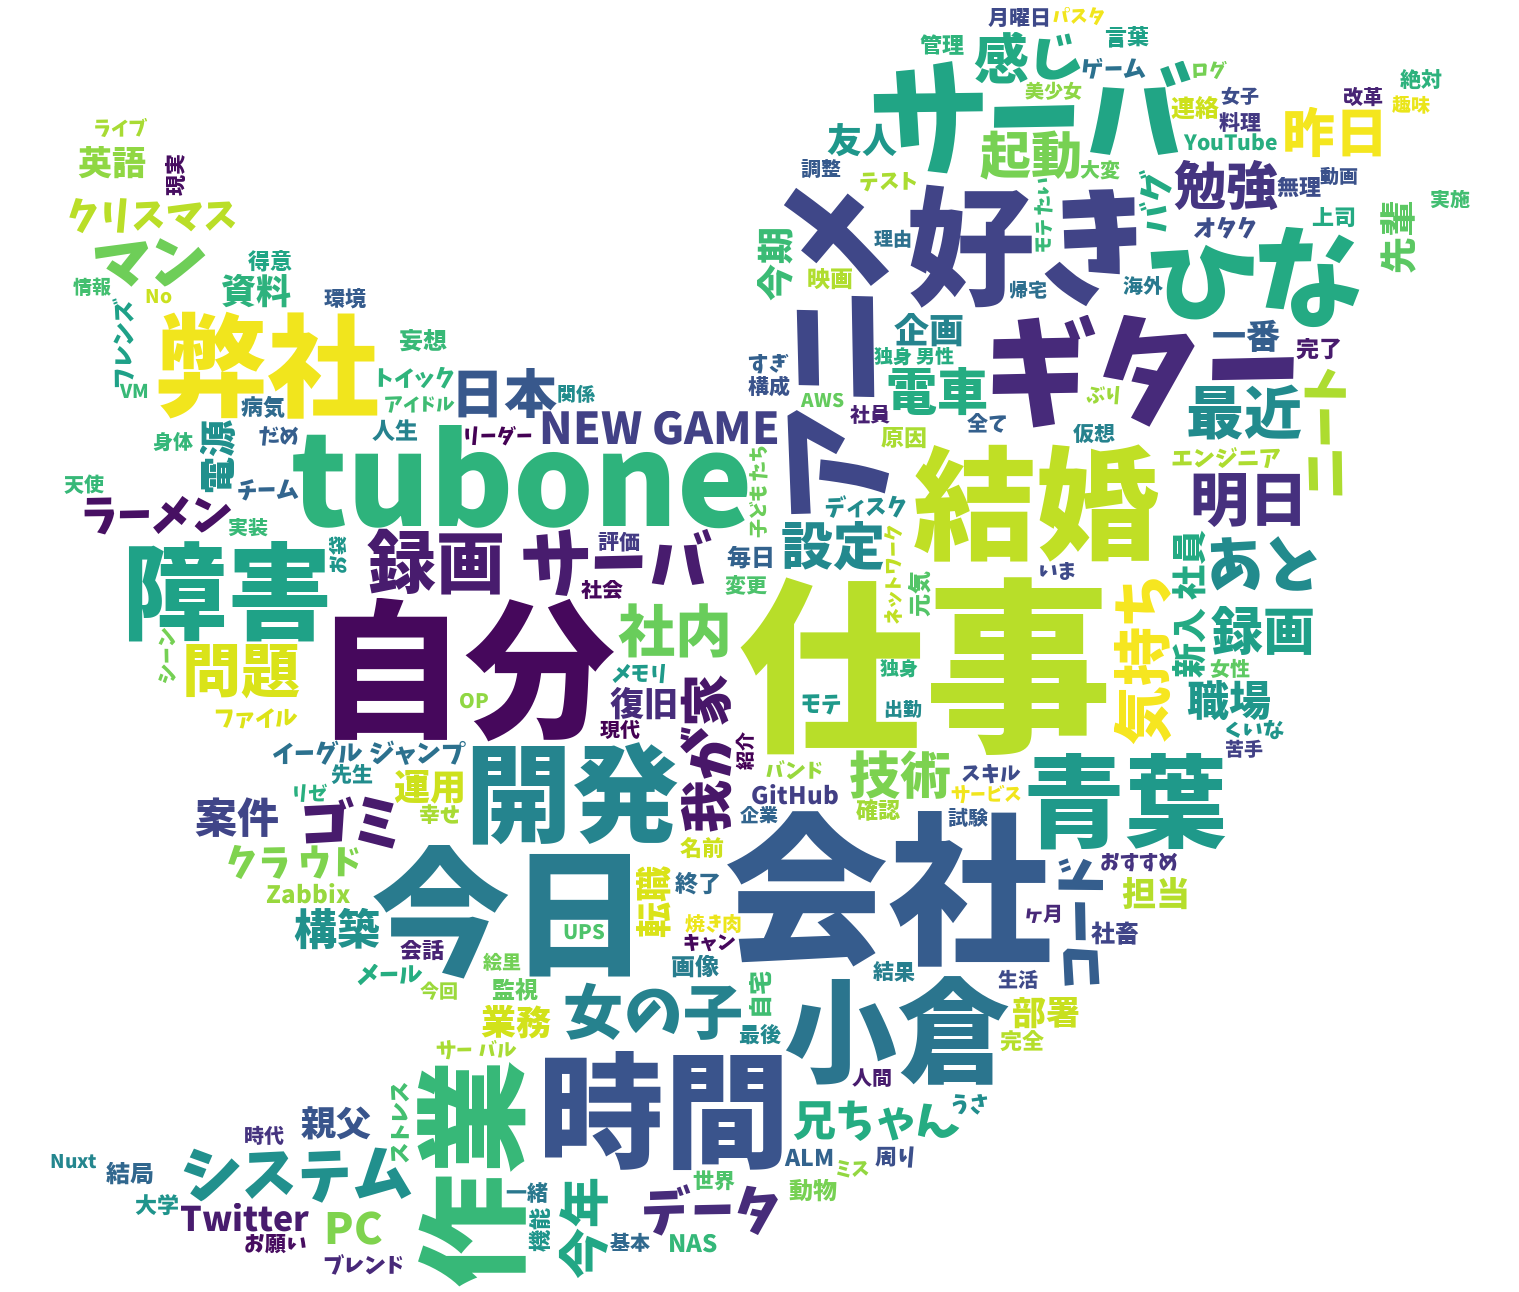 月曜日
パスタ
管理
感じ
言葉
ゲーム
ログ
絶対
サーバ
美少女
連絡
女子
改革
趣味
料理
昨日
ライブ
英語
現実
友人
起動
YouTube
調整
テスト
大変
バグ
勉強
無理
動画
実施
クリスマス
マン
メ
好き
モテたい
オタク
上司
先輩
得意
今期
理由
ひな
情報
No
資料
環境
映画
帰宅
海外
フレンズ
弊社
妄想
アニメ
企画
ギター
一番
完了
VM
トイック
日本
関係
すぎ
構成
独身
男性
電車
ぶり
最近
ニート
病気
アイドル
AWS
社員
全て
身体
電源
だめ
人生
リーダー
NEW GAME
原因
仮想
天使
チーム
tubone
子どもたち
結婚
エンジニア
ラーメン
実装
ディスク
明日
障害
お袋
録画
サーバ
評価
毎日
設定
ネットワーク
いま
新入社員
あと
社会
変更
元気
気持ち
シーン
問題
自分
社内
仕事
録画
メモリ
独身
女性
ファイル
OP
復旧
我が家
モテ
出勤
職場
現代
くいな
イーグルジャンプ
紹介
苦手
先生
開発
バンド
技術
スキル
青葉
リゼ
運用
GitHub
サービス
案件
ゴミ
幸せ
企業
確認
試験
クラウド
今日
名前
会社
おすすめ
Zabbix
転職
終了
コート
担当
構築
UPS
焼き肉
ケ月
会話
キャン
社畜
メール
絵里
画像
結果
生活
今回
監視
自宅
業務
女の子
小倉
部署
最後
完全
サーバル
作業
時間
人間
ストレス
うさ
親父
兄ちゃん
時代
Nuxt
結局
システム
ALM
周り
ミス
大学
一緒
今年
世界
動物
Twitter
PC
データ
お願い
機能
基本
NAS
ブレンド